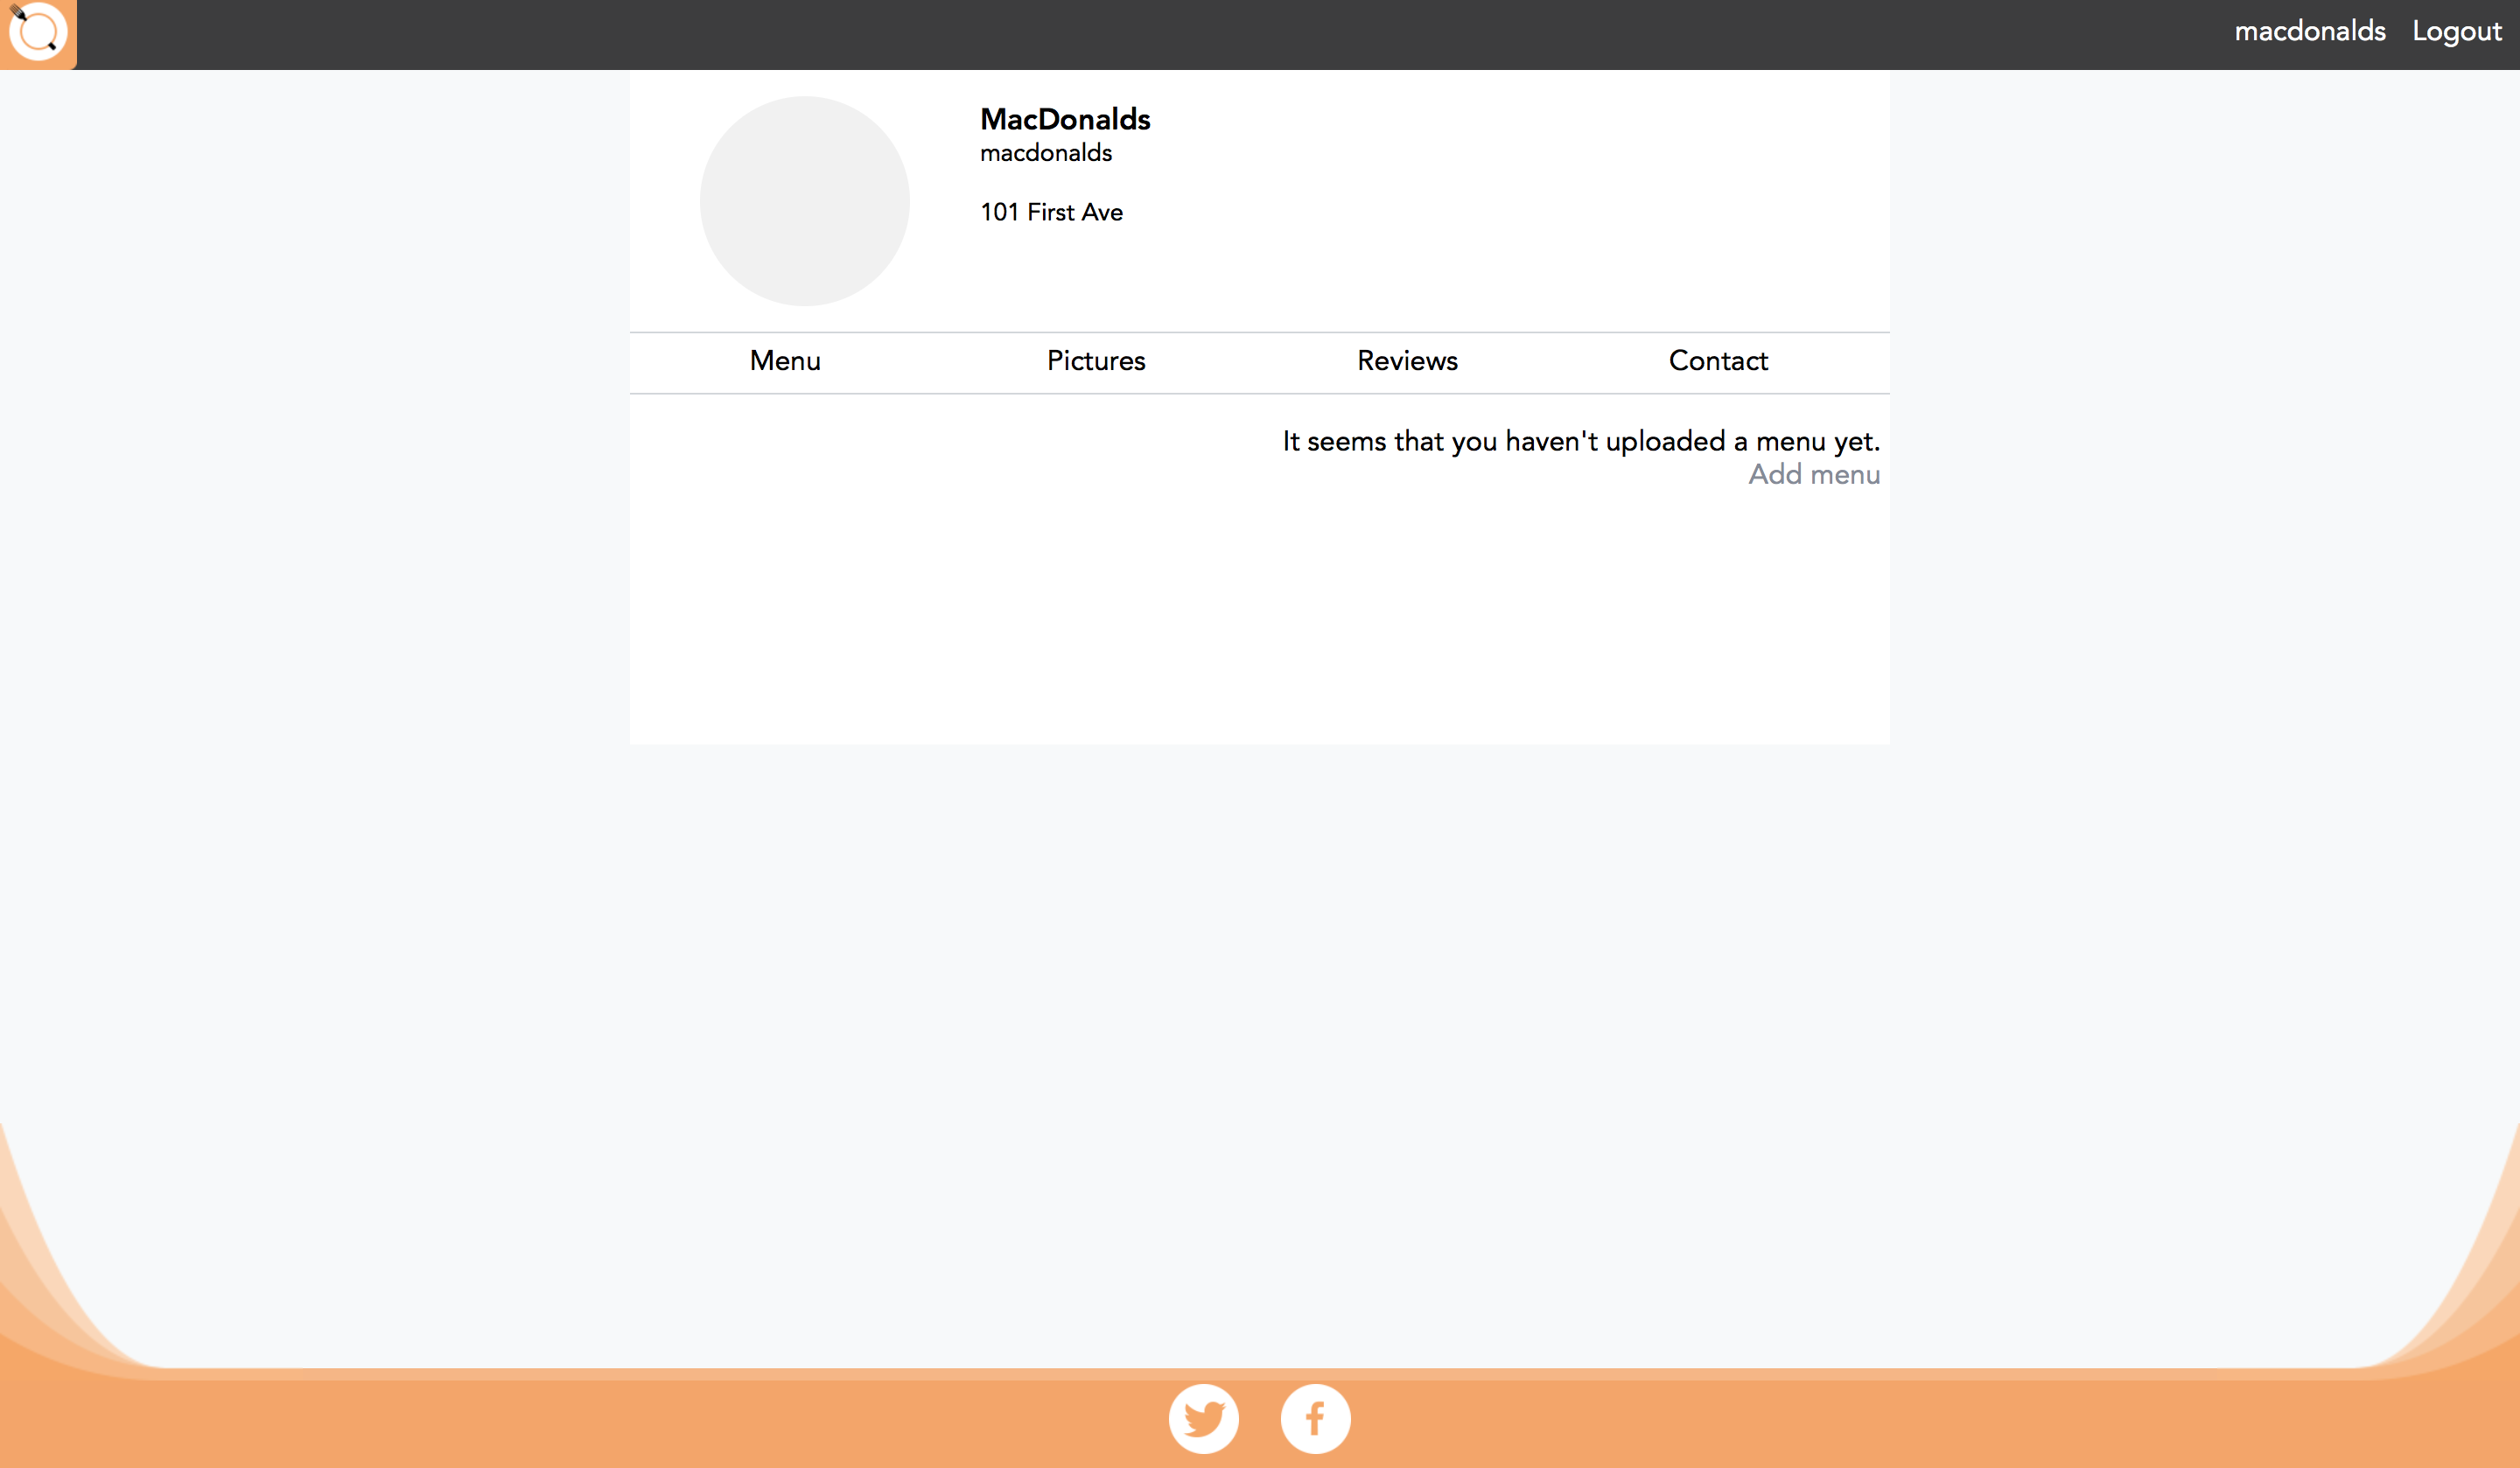 macdonalds Logout
MacDonalds
macdonalds
101 First Ave
Menu Pictures Reviews Contact
It seems that you haven't uploaded a menu yet.
Add menu